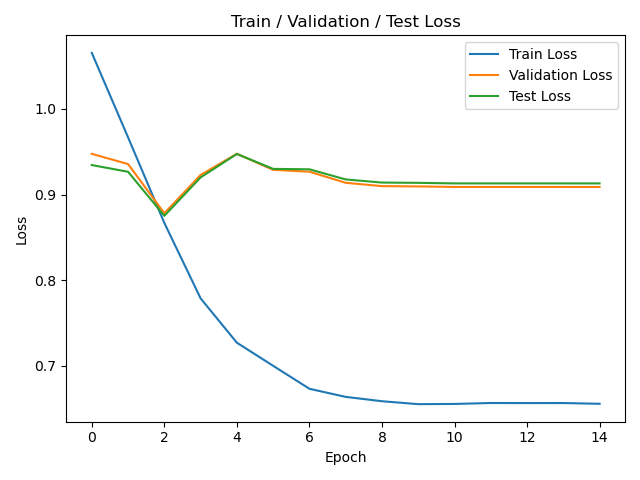 Train / Validation / Test Loss
Train Loss
Validation Loss
Test Loss
1.0
0.9
0.8
0.7
Loss
0 2 4 6 8 10 12 14
Epoch